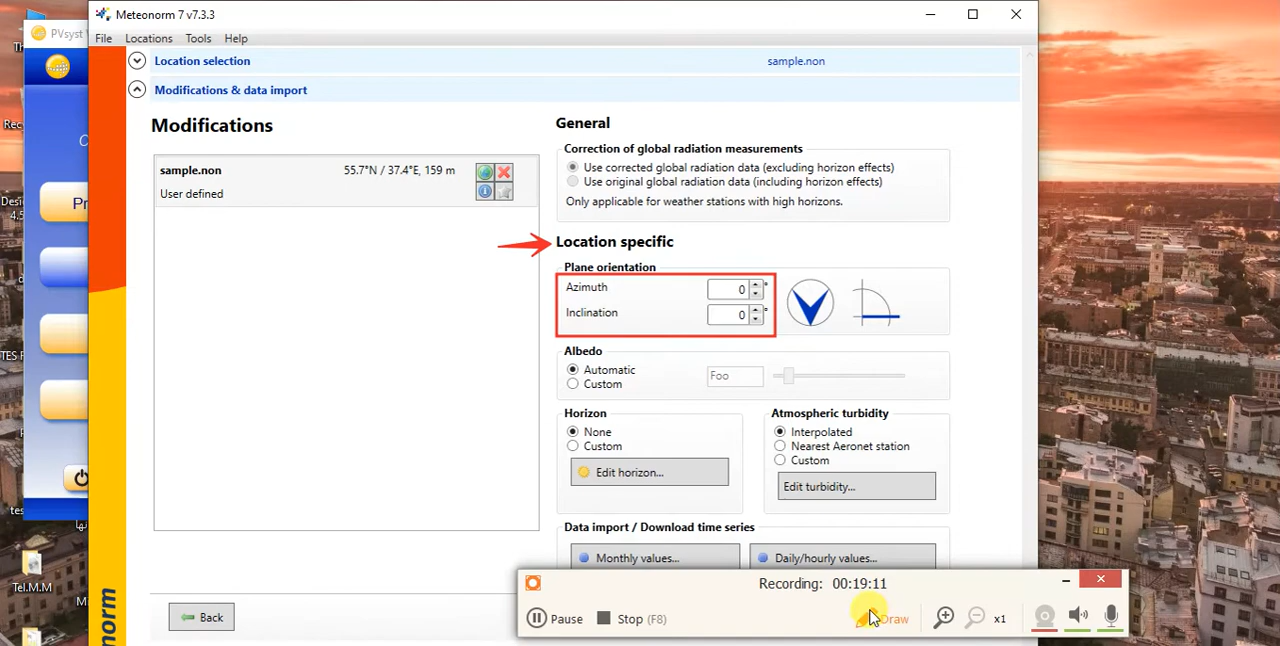 Meteonorm 7 v7.3.3
PVsyst
File Locations Tools Help
Location selection sample.non
Modifications & data import
Modifications
sample.non 55.7°N / 37.4°E, 159 m
User defined
General
Correction of global radiation measurements
Use corrected global radiation data (excluding horizon effects)
Use original global radiation data (including horizon effects)
Only applicable for weather stations with high horizons.
Location specific
Plane orientation
Azimuth 0 °
Inclination 0 °
Albedo
Automatic
Custom
Foo
Horizon
None
Custom
Edit horizon...
Atmospheric turbidity
Interpolated
Nearest Aeronet station
Custom
Edit turbidity...
Data import / Download time series
Monthly values... Daily/hourly values...
Back
Recording: 00:19:11
Pause Stop (F8) Draw x1
norm
Tel.M.M